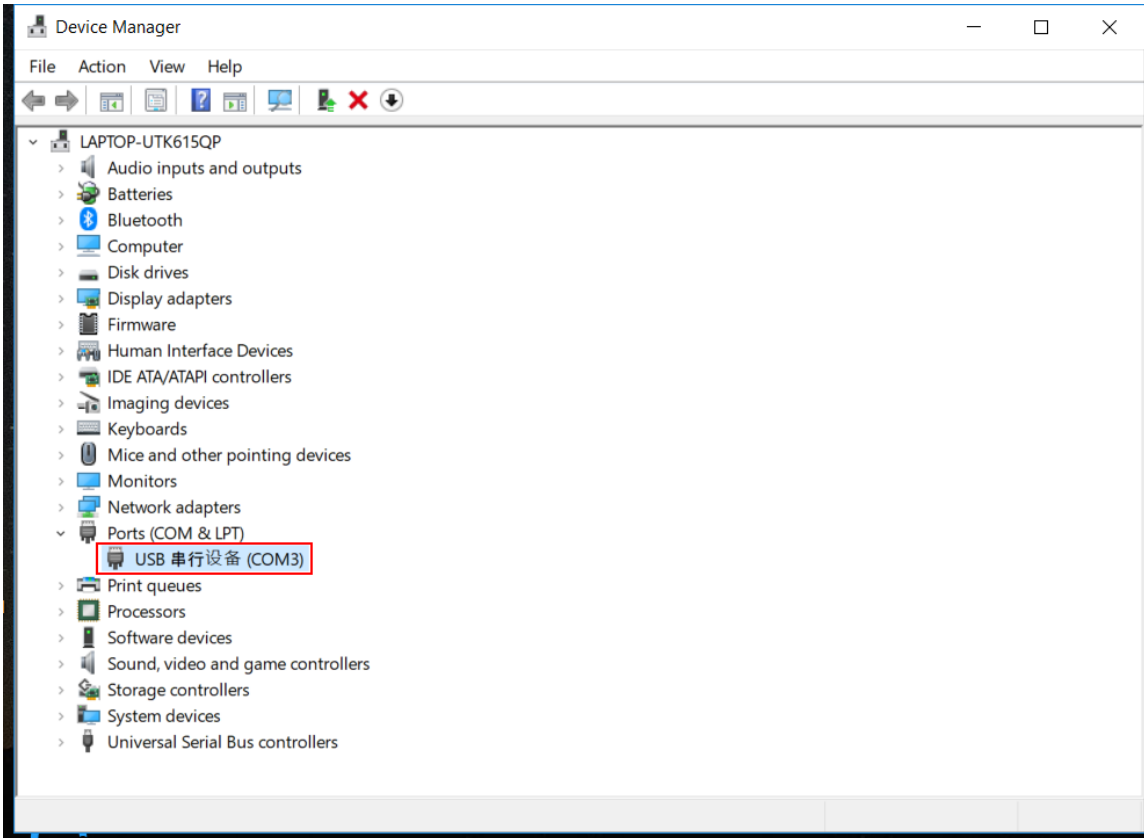 Device Manager
File Action View Help
LAPTOP-UTK615QP
Audio inputs and outputs
Batteries
Bluetooth
Computer
Disk drives
Display adapters
Firmware
Human Interface Devices
IDE ATA/ATAPI controllers
Imaging devices
Keyboards
Mice and other pointing devices
Monitors
Network adapters
Ports (COM & LPT)
USB 串行设备 (COM3)
Print queues
Processors
Software devices
Sound, video and game controllers
Storage controllers
System devices
Universal Serial Bus controllers